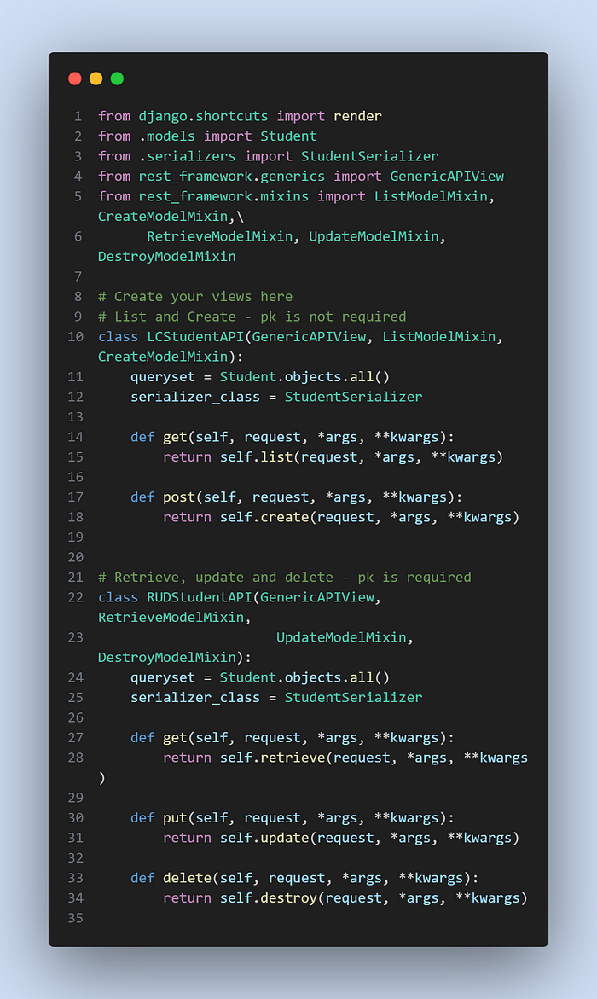 1 from django.shortcuts import render
2 from .models import Student
3 from .serializers import StudentSerializer
4 from rest_framework.generics import GenericAPIView
5 from rest_framework.mixins import ListModelMixin,
CreateModelMixin,\
6       RetrieveModelMixin, UpdateModelMixin,
DestroyModelMixin
7
8 # Create your views here
9 # List and Create - pk is not required
10 class LCStudentAPI(GenericAPIView, ListModelMixin,
CreateModelMixin):
11     queryset = Student.objects.all()
12     serializer_class = StudentSerializer
13
14     def get(self, request, *args, **kwargs):
15         return self.list(request, *args, **kwargs)
16
17     def post(self, request, *args, **kwargs):
18         return self.create(request, *args, **kwargs)
19
20
21 # Retrieve, update and delete - pk is required
22 class RUDStudentAPI(GenericAPIView,
RetrieveModelMixin,
23                       UpdateModelMixin,
DestroyModelMixin):
24     queryset = Student.objects.all()
25     serializer_class = StudentSerializer
26
27     def get(self, request, *args, **kwargs):
28         return self.retrieve(request, *args, **kwargs
)
29
30     def put(self, request, *args, **kwargs):
31         return self.update(request, *args, **kwargs)
32
33     def delete(self, request, *args, **kwargs):
34         return self.destroy(request, *args, **kwargs)
35